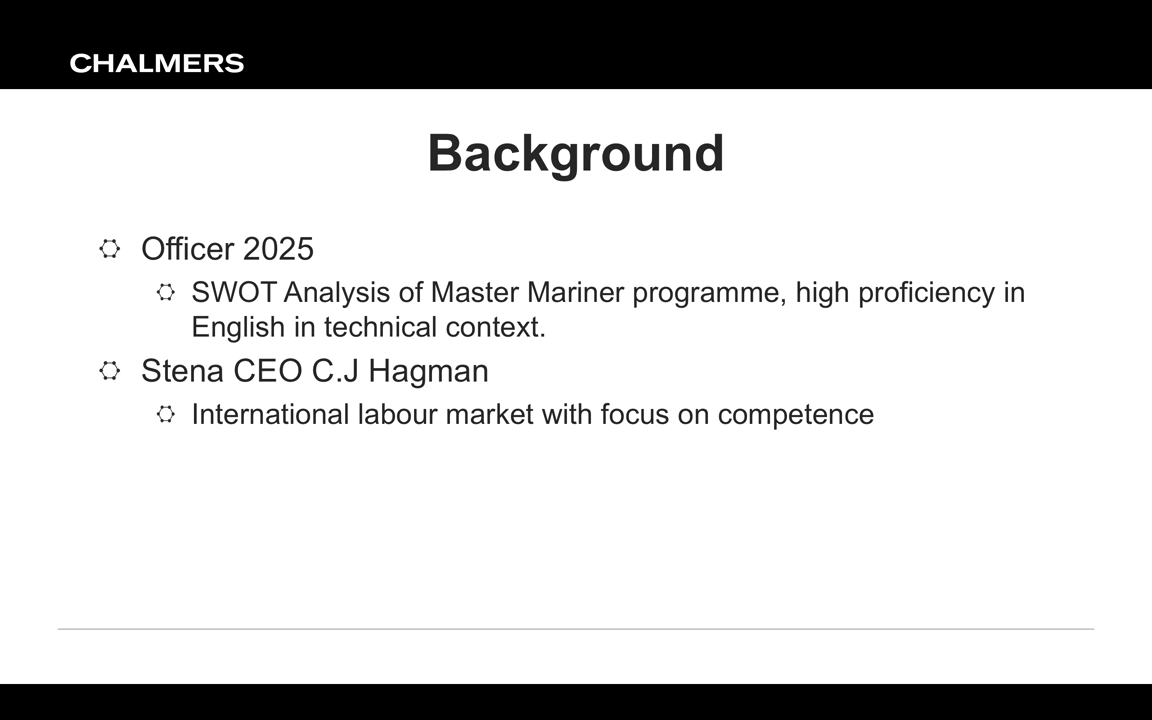 CHALMERS
Background
Officer 2025
SWOT Analysis of Master Mariner programme, high proficiency in
English in technical context.
Stena CEO C.J Hagman
International labour market with focus on competence